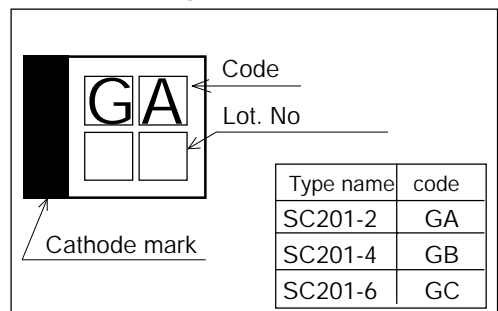 GA
Code
Lot. No
Cathode mark
Type name code
SC201-2 GA
SC201-4 GB
SC201-6 GC